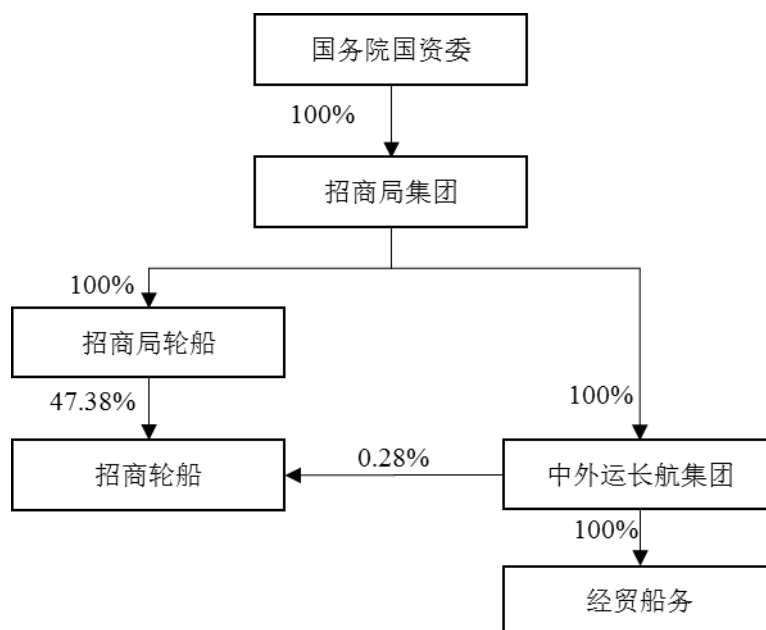 国务院国资委
100%
招商局集团
100%
招商局轮船
47.38%
100%
招商轮船
0.28%
中外运长航集团
100%
经贸船务